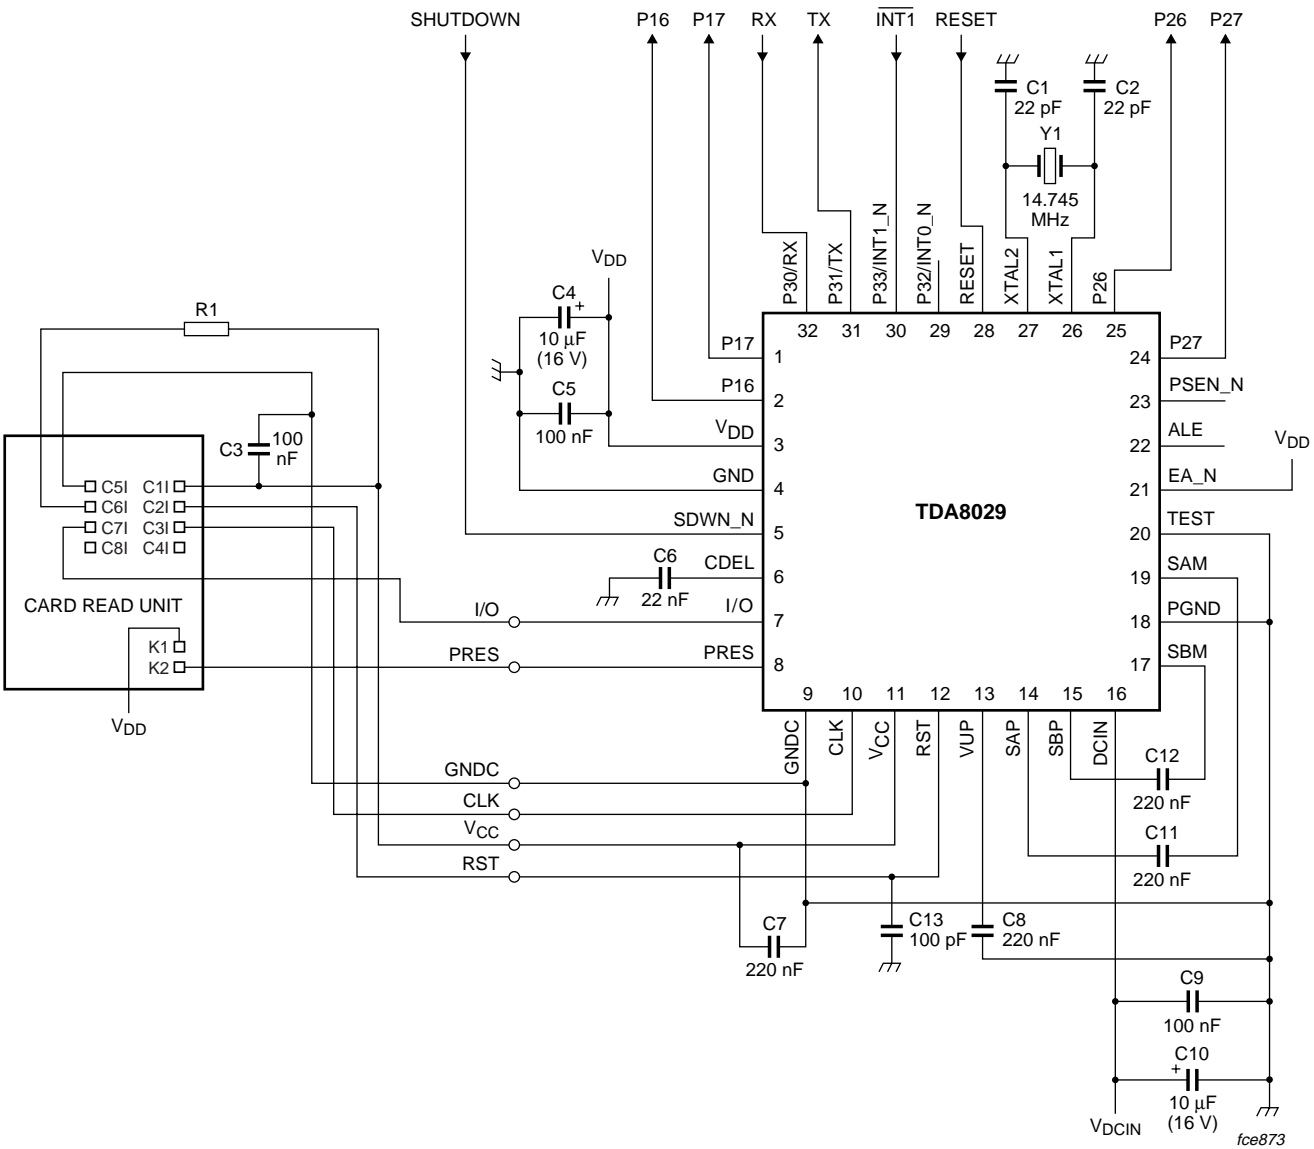 SHUTDOWN P16 P17 RX TX INT1 RESET P26 P27
C1
22 pF
C2
22 pF
Y1
14.745
MHz
P30/RX P31/TX P33/INT1_N P32/INT0_N RESET XTAL2 XTAL1 P26
32 31 30 29 28 27 26 25
VDD
C4
+
10 µF
(16 V)
C5
100 nF
R1
C3
100
nF
P17 1
P16 2
VDD 3
GND 4
SDWN_N 5
CDEL 6
I/O 7
PRES 8
C6
22 nF
I/O
PRES
TDA8029
24 P27
23 PSEN_N
22 ALE
21 EA_N
20 TEST
19 SAM
18 PGND
17 SBM
VDD
C5I C1I
C6I C2I
C7I C3I
C8I C4I
CARD READ UNIT
K1
K2
VDD
9 10 11 12 13 14 15 16
GNDC CLK VCC RST VUP SAP SBP DCIN
GNDC
CLK
VCC
RST
C12
220 nF
C11
220 nF
C7
220 nF
C13
100 pF
C8
220 nF
C9
100 nF
C10
+
10 µF
(16 V)
VDCIN
fce873